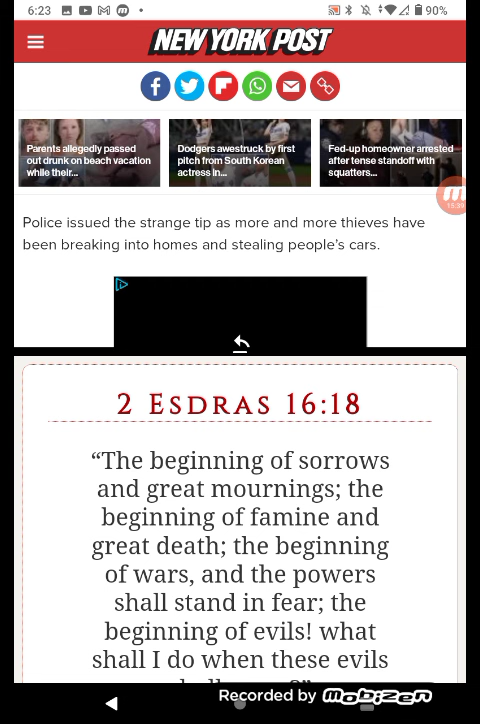 6:23
90%
NEW YORK POST
Parents allegedly passed
out drunk on beach vacation
while their...
Dodgers awestruck by first
pitch from South Korean
actress in...
Fed-up homeowner arrested
after tense standoff with
squatters...
15:39
Police issued the strange tip as more and more thieves have
been breaking into homes and stealing people's cars.
2 Esdras 16:18
“The beginning of sorrows
and great mournings; the
beginning of famine and
great death; the beginning
of wars, and the powers
shall stand in fear; the
beginning of evils! what
shall I do when these evils
Recorded by Mobizen